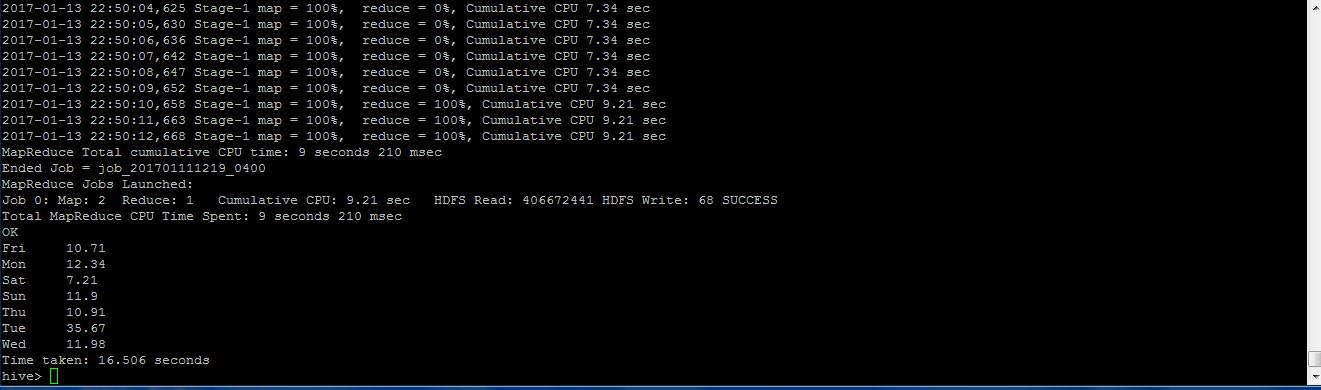 2017-01-13 22:50:04,625 Stage-1 map = 100%,  reduce = 0%, Cumulative CPU 7.34 sec
2017-01-13 22:50:05,630 Stage-1 map = 100%,  reduce = 0%, Cumulative CPU 7.34 sec
2017-01-13 22:50:06,636 Stage-1 map = 100%,  reduce = 0%, Cumulative CPU 7.34 sec
2017-01-13 22:50:07,642 Stage-1 map = 100%,  reduce = 0%, Cumulative CPU 7.34 sec
2017-01-13 22:50:08,647 Stage-1 map = 100%,  reduce = 0%, Cumulative CPU 7.34 sec
2017-01-13 22:50:09,652 Stage-1 map = 100%,  reduce = 0%, Cumulative CPU 7.34 sec
2017-01-13 22:50:10,658 Stage-1 map = 100%,  reduce = 100%, Cumulative CPU 9.21 sec
2017-01-13 22:50:11,663 Stage-1 map = 100%,  reduce = 100%, Cumulative CPU 9.21 sec
2017-01-13 22:50:12,668 Stage-1 map = 100%,  reduce = 100%, Cumulative CPU 9.21 sec
MapReduce Total cumulative CPU time: 9 seconds 210 msec
Ended Job = job_201701111219_0400
MapReduce Jobs Launched:
Job 0: Map: 2  Reduce: 1   Cumulative CPU: 9.21 sec   HDFS Read: 406672441 HDFS Write: 68 SUCCESS
Total MapReduce CPU Time Spent: 9 seconds 210 msec
OK
Fri     10.71
Mon     12.34
Sat     7.21
Sun     11.9
Thu     10.91
Tue     35.67
Wed     11.98
Time taken: 16.506 seconds
hive>